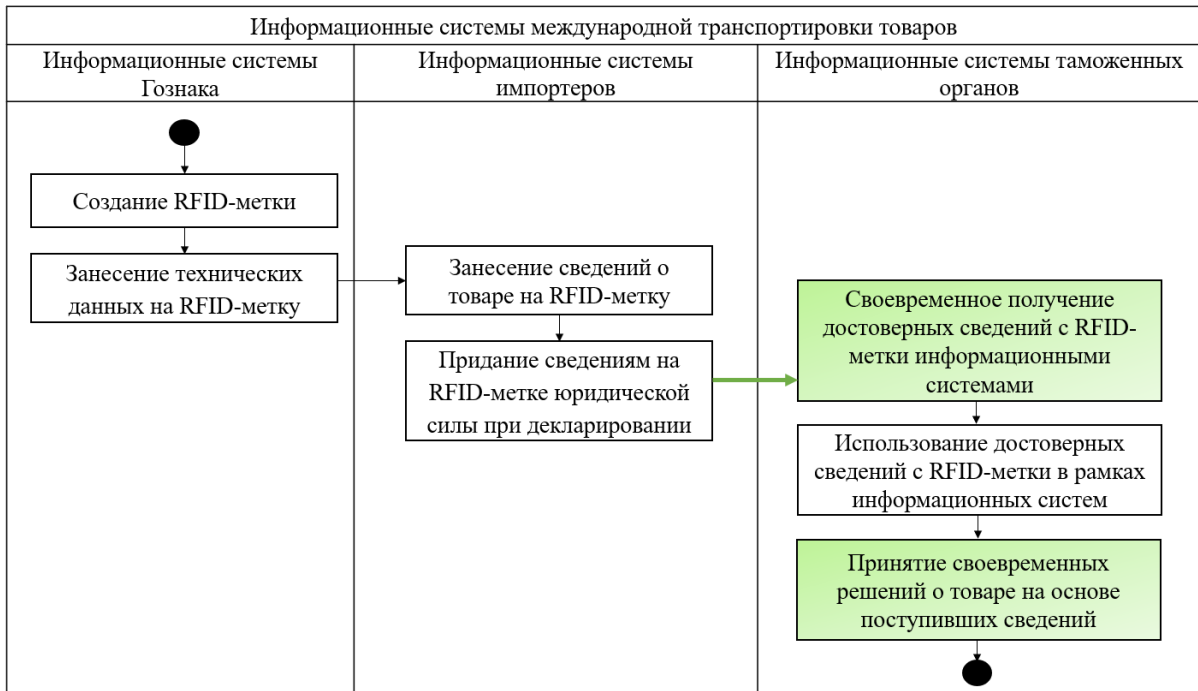 Информационные системы международной транспортировки товаров
Информационные системы
Гознака
Информационные системы
импортеров
Информационные системы таможенных
органов
Создание RFID-метки
Занесение технических
данных на RFID-метку
Занесение сведений о
товаре на RFID-метку
Придание сведениям на
RFID-метке юридической
силы при декларировании
Своевременное получение
достоверных сведений с RFID-
метки информационными
системами
Использование достоверных
сведений с RFID-метки в рамках
информационных систем
Принятие своевременных
решений о товаре на основе
поступивших сведений